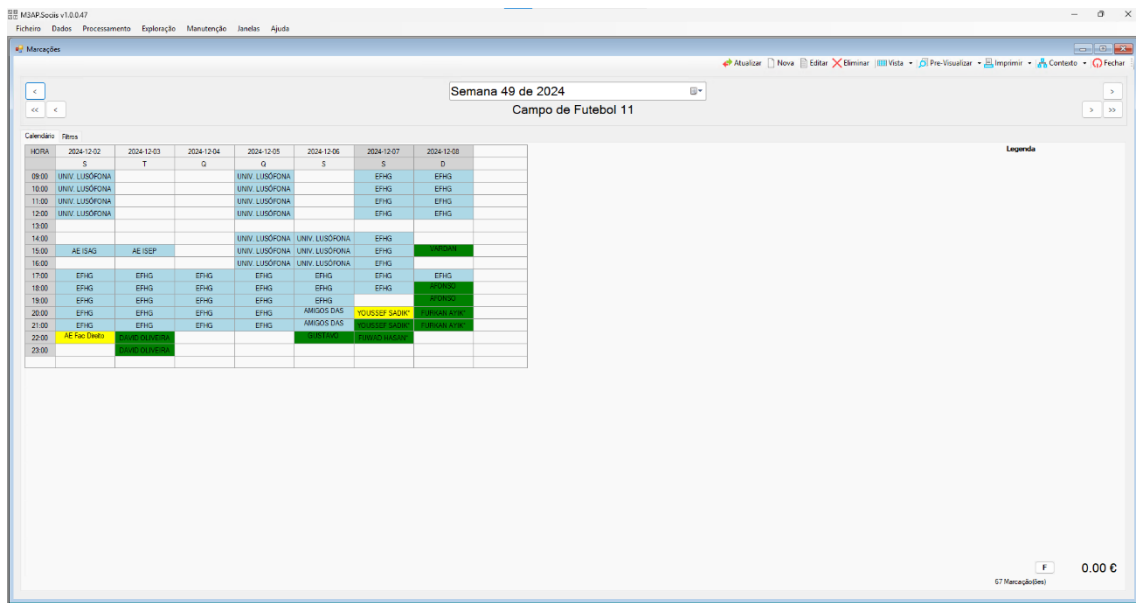 M3AP.Sociis v1.0.0.47
Ficheiro Dados Processamento Exploração Manutenção Janelas Ajuda
Marcações
Atualizar Nova Editar Eliminar Vista Pre-Visualizar Imprimir Contexto Fechar
< Semana 49 de 2024 >
<< < Campo de Futebol 11 > >>
Calendário Filtros
Legenda
HORA 2024-12-02 2024-12-03 2024-12-04 2024-12-05 2024-12-06 2024-12-07 2024-12-08
S T Q Q S S D
09:00 UNIV. LUSÓFONA UNIV. LUSÓFONA EFHG EFHG
10:00 UNIV. LUSÓFONA UNIV. LUSÓFONA EFHG EFHG
11:00 UNIV. LUSÓFONA UNIV. LUSÓFONA EFHG EFHG
12:00 UNIV. LUSÓFONA UNIV. LUSÓFONA EFHG EFHG
13:00
14:00 UNIV. LUSÓFONA UNIV. LUSÓFONA EFHG
15:00 AE ISAG AE ISEP UNIV. LUSÓFONA UNIV. LUSÓFONA EFHG VARDAN
16:00 UNIV. LUSÓFONA UNIV. LUSÓFONA EFHG
17:00 EFHG EFHG EFHG EFHG EFHG EFHG EFHG
18:00 EFHG EFHG EFHG EFHG EFHG EFHG AFONSO
19:00 EFHG EFHG EFHG EFHG EFHG AFONSO
20:00 EFHG EFHG EFHG EFHG AMIGOS DAS YOUSSEF SADIK* FURKAN AYIK*
21:00 EFHG EFHG EFHG EFHG AMIGOS DAS YOUSSEF SADIK* FURKAN AYIK*
22:00 AE Fac Direito DAVID OLIVEIRA GUSTAVO FUWAD HASAN*
23:00 DAVID OLIVEIRA
F 0.00 €
67 Marcação(ões)